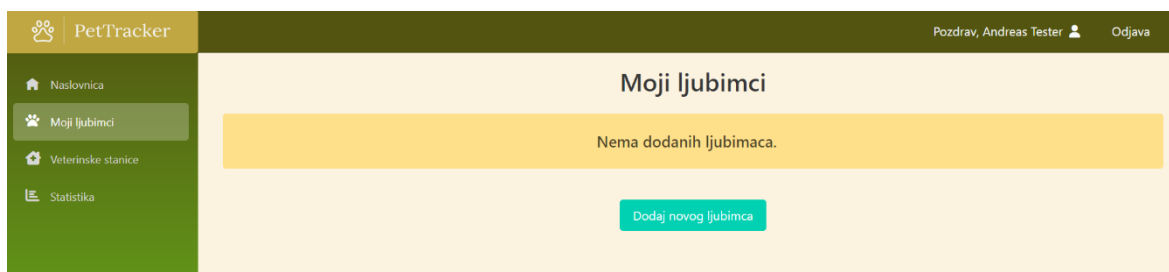 PetTracker
Pozdrav, Andreas Tester
Odjava
Naslovnica
Moji ljubimci
Veterinske stanice
Statistika
Moji ljubimci
Nema dodanih ljubimaca.
Dodaj novog ljubimca